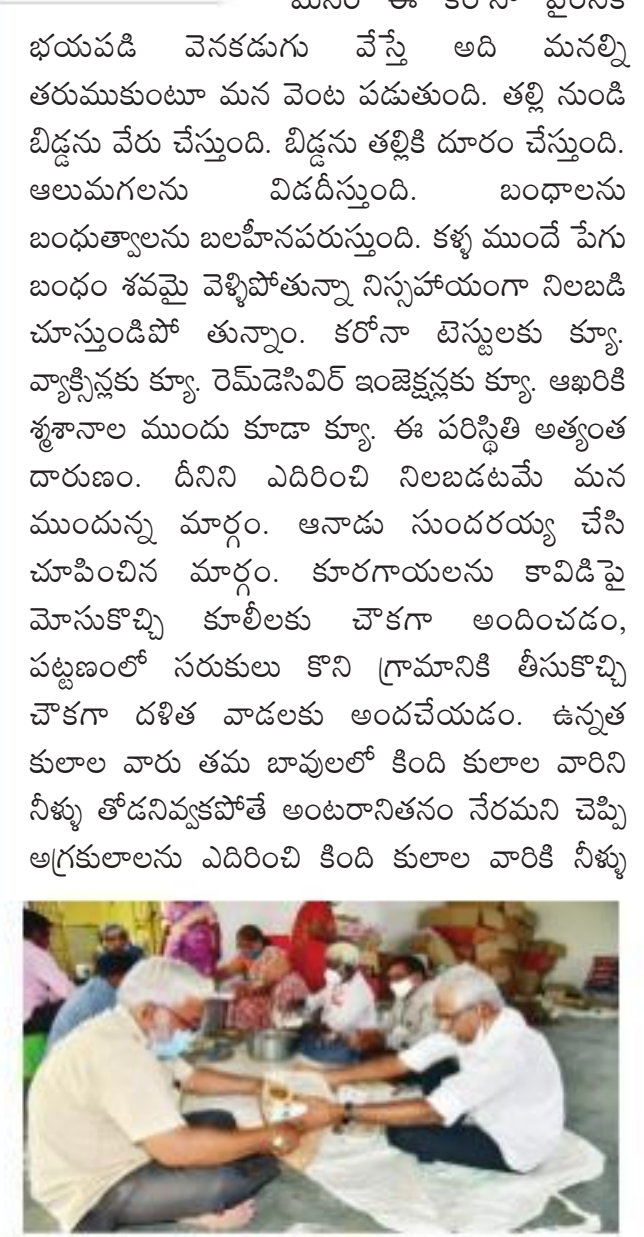 భయపడి వెనకడుగు వేస్తే అది మనల్ని
తరుముకుంటూ మన వెంట పడుతుంది. తల్లి నుండి
బిడ్డను వేరు చేస్తుంది. బిడ్డను తల్లికి దూరం చేస్తుంది.
ఆలుమగలను విడదీస్తుంది. బంధాలను
బంధుత్వాలను బలహీనపరుస్తుంది. కళ్ళ ముందే పేగు
బంధం శవమై వెళ్ళిపోతున్నా నిస్సహాయంగా నిలబడి
చూస్తుండిపో తున్నాం. కరోనా టెస్టులకు క్యూ.
వ్యాక్సిన్లకు క్యూ. రెమ్‌డెసివిర్ ఇంజెక్షన్లకు క్యూ. ఆఖరికి
శ్మశానాల ముందు కూడా క్యూ. ఈ పరిస్థితి అత్యంత
దారుణం. దీనిని ఎదిరించి నిలబడటమే మన
ముందున్న మార్గం. ఆనాడు సుందరయ్య చేసి
చూపించిన మార్గం. కూరగాయలను కావిడిపై
మోసుకొచ్చి కూలీలకు చౌకగా అందించడం,
పట్టణంలో సరుకులు కొని గ్రామానికి తీసుకొచ్చి
చౌకగా దళిత వాడలకు అందచేయడం. ఉన్నత
కులాల వారు తమ బావులలో కింది కులాల వారిని
నీళ్ళు తోడనివ్వకపోతే అంటరానితనం నేరమని చెప్పి
అగ్రకులాలను ఎదిరించి కింది కులాల వారికి నీళ్ళు